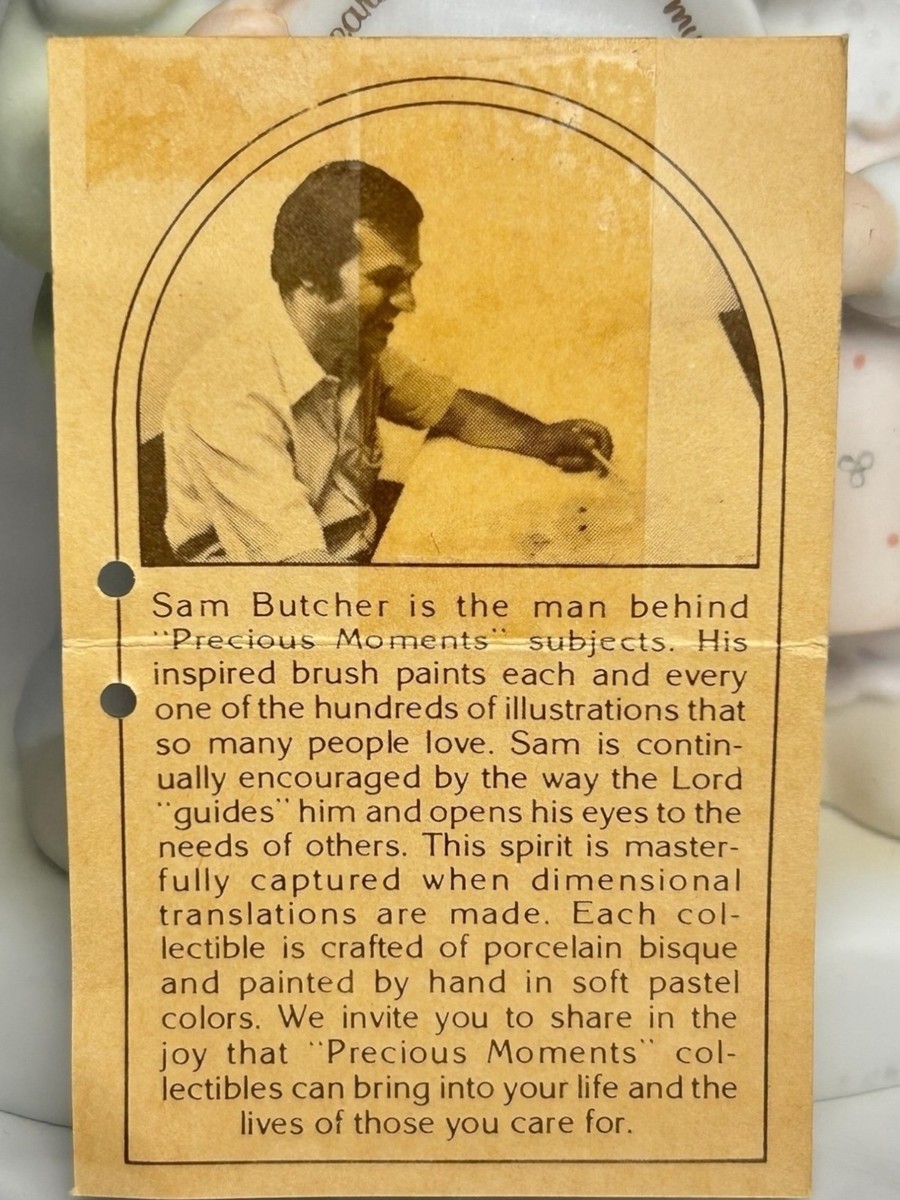 Sam Butcher is the man behind
"Precious Moments" subjects. His
inspired brush paints each and every
one of the hundreds of illustrations that
so many people love. Sam is contin-
ually encouraged by the way the Lord
"guides" him and opens his eyes to the
needs of others. This spirit is master-
fully captured when dimensional
translations are made. Each col-
lectible is crafted of porcelain bisque
and painted by hand in soft pastel
colors. We invite you to share in the
joy that "Precious Moments" col-
lectibles can bring into your life and the
lives of those you care for.